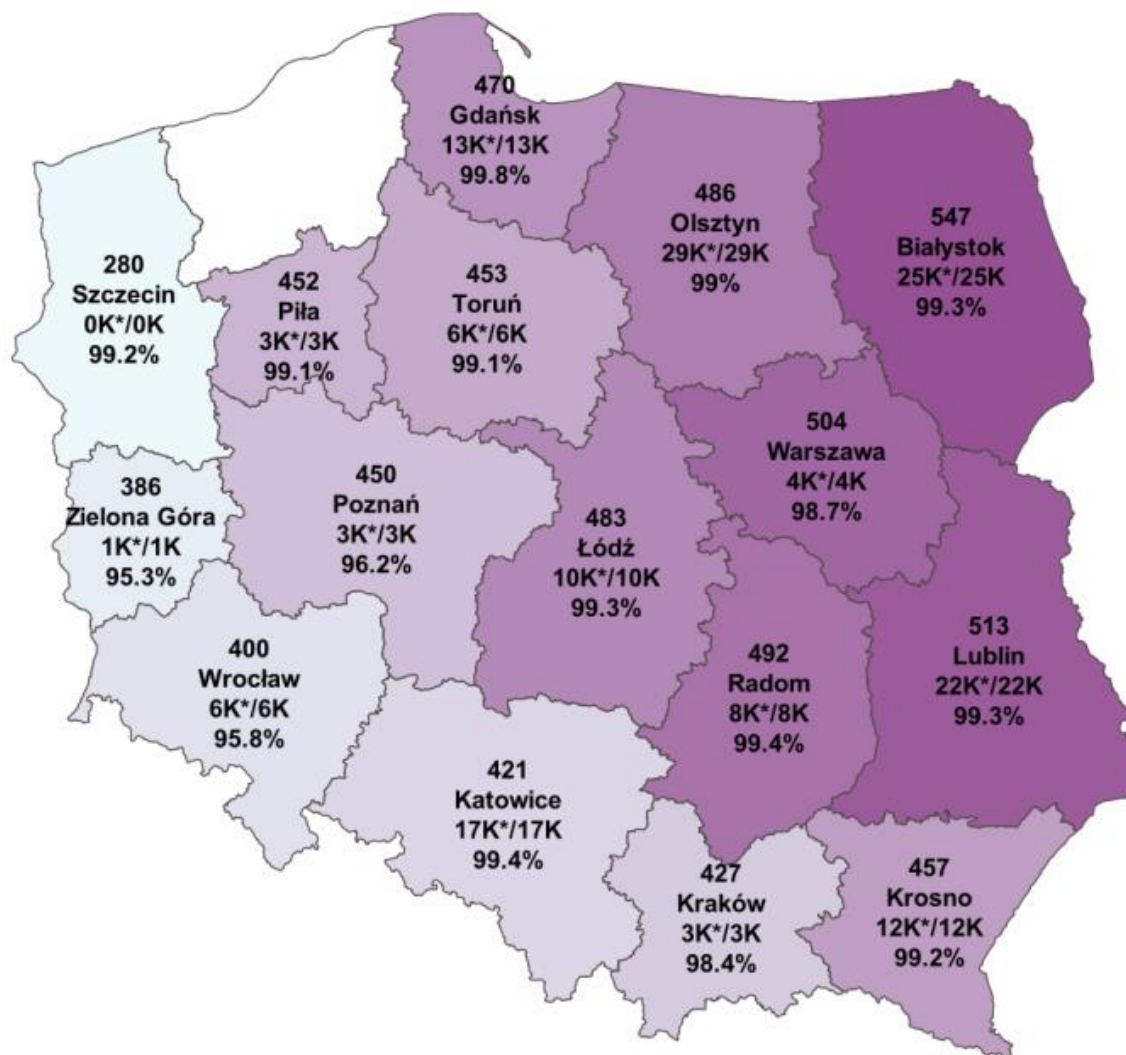 470
Gdańsk
13K*/13K
99.8%
486
Olsztyn
29K*/29K
99%
547
Białystok
25K*/25K
99.3%
280
Szczecin
0K*/0K
99.2%
452
Piła
3K*/3K
99.1%
453
Toruń
6K*/6K
99.1%
504
Warszawa
4K*/4K
98.7%
386
Zielona Góra
1K*/1K
95.3%
450
Poznań
3K*/3K
96.2%
483
Łódź
10K*/10K
99.3%
400
Wrocław
6K*/6K
95.8%
492
Radom
8K*/8K
99.4%
513
Lublin
22K*/22K
99.3%
421
Katowice
17K*/17K
99.4%
427
Kraków
3K*/3K
98.4%
457
Krosno
12K*/12K
99.2%